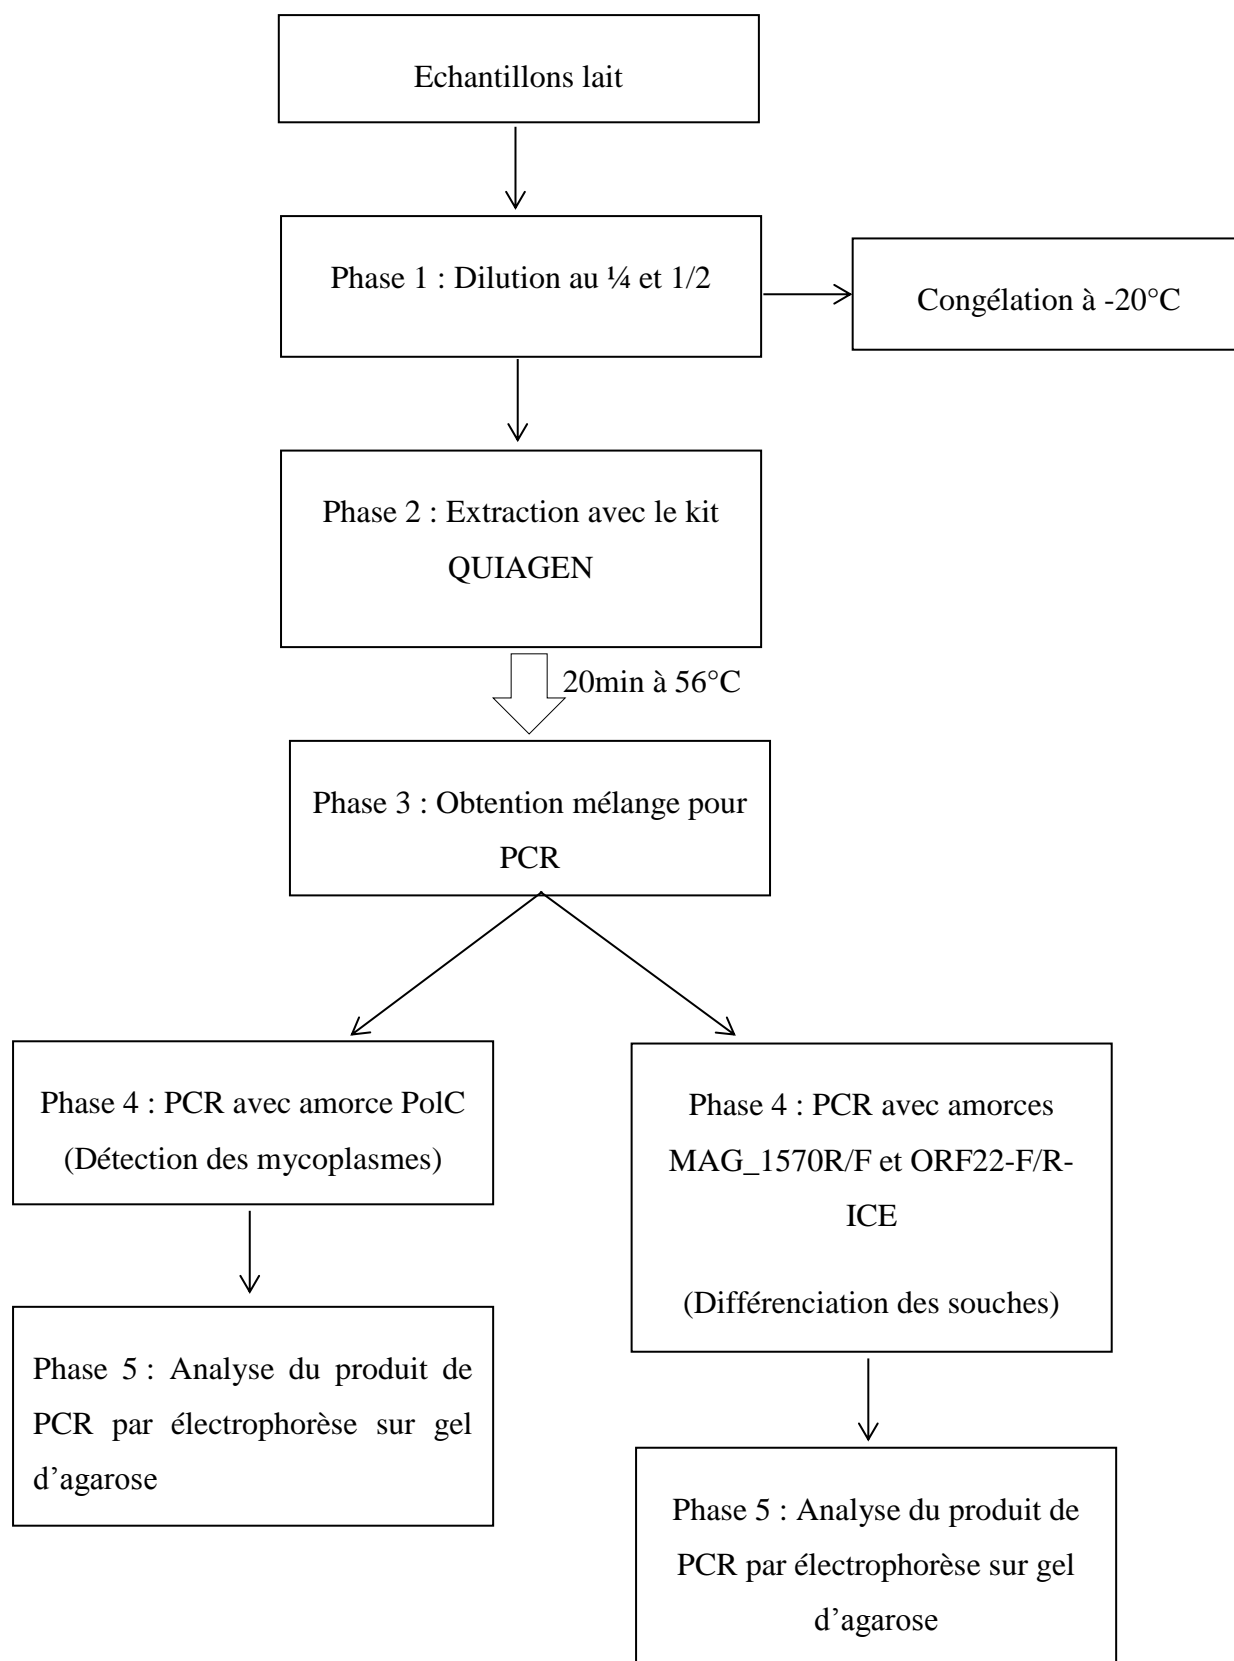 Echantillons lait
Phase 1 : Dilution au ¼ et 1/2
Congélation à -20°C
Phase 2 : Extraction avec le kit
QUIAGEN
20min à 56°C
Phase 3 : Obtention mélange pour
PCR
Phase 4 : PCR avec amorce PolC
(Détection des mycoplasmes)
Phase 4 : PCR avec amorces
MAG_1570R/F et ORF22-F/R-
ICE
(Différenciation des souches)
Phase 5 : Analyse du produit de
PCR par électrophorèse sur gel
d’agarose
Phase 5 : Analyse du produit de
PCR par électrophorèse sur gel
d’agarose